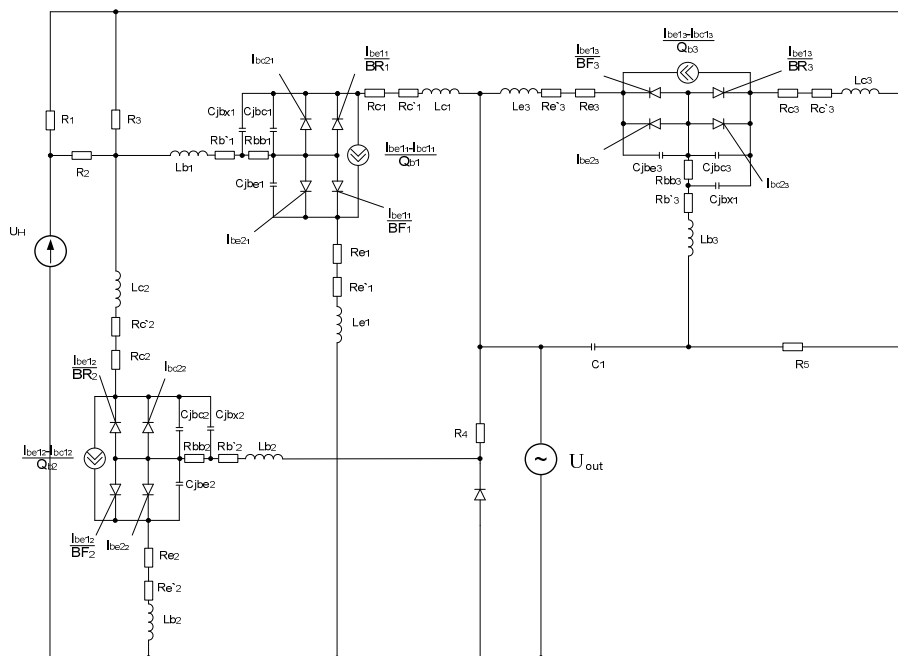 Ibe1₃-Ibc1₃
Qb3
Ibe1₃
BF₃
Ibe1₃
BR₃
Ibc2₁
Ibe1₁
BR₁
Lc3
Cjbx1
Cjbc1
Rc1
Rc`1
Lc1
Le3
Re`3
Re3
Rc3
Rc`3
R1
R3
Rb`1
Rbb1
Ibe1₁-Ibc1₁
Qb1
Ibe2₃
Cjbe3
Cjbc3
Ibc2₃
R2
Lb1
Cjbe1
Rbb3
Cjbx1
Rb`3
Ibe2₁
Ibe1₁
BF₁
UH
Re1
Lb3
Lc2
Re`1
Rc`2
Le1
Rc2
C1
R5
Ibe1₂
BR₂
Ibc2₂
Cjbc2
Cjbx2
Ibe1₂-Ibc1₂
Qb2
Rbb2
Rb`2
Lb2
R4
~
Uout
Cjbe2
Ibe1₂
BF₂
Ibe2₂
Re2
Re`2
Lb2